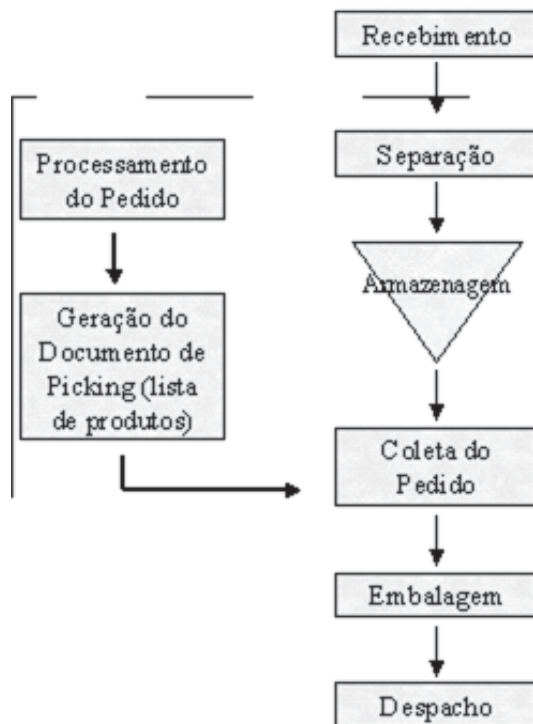 Recebimento
Processamento
do Pedido
Separação
Armazenagem
Geração do
Documento de
Picking (lista
de produtos)
Coleta do
Pedido
Embalagem
Despacho